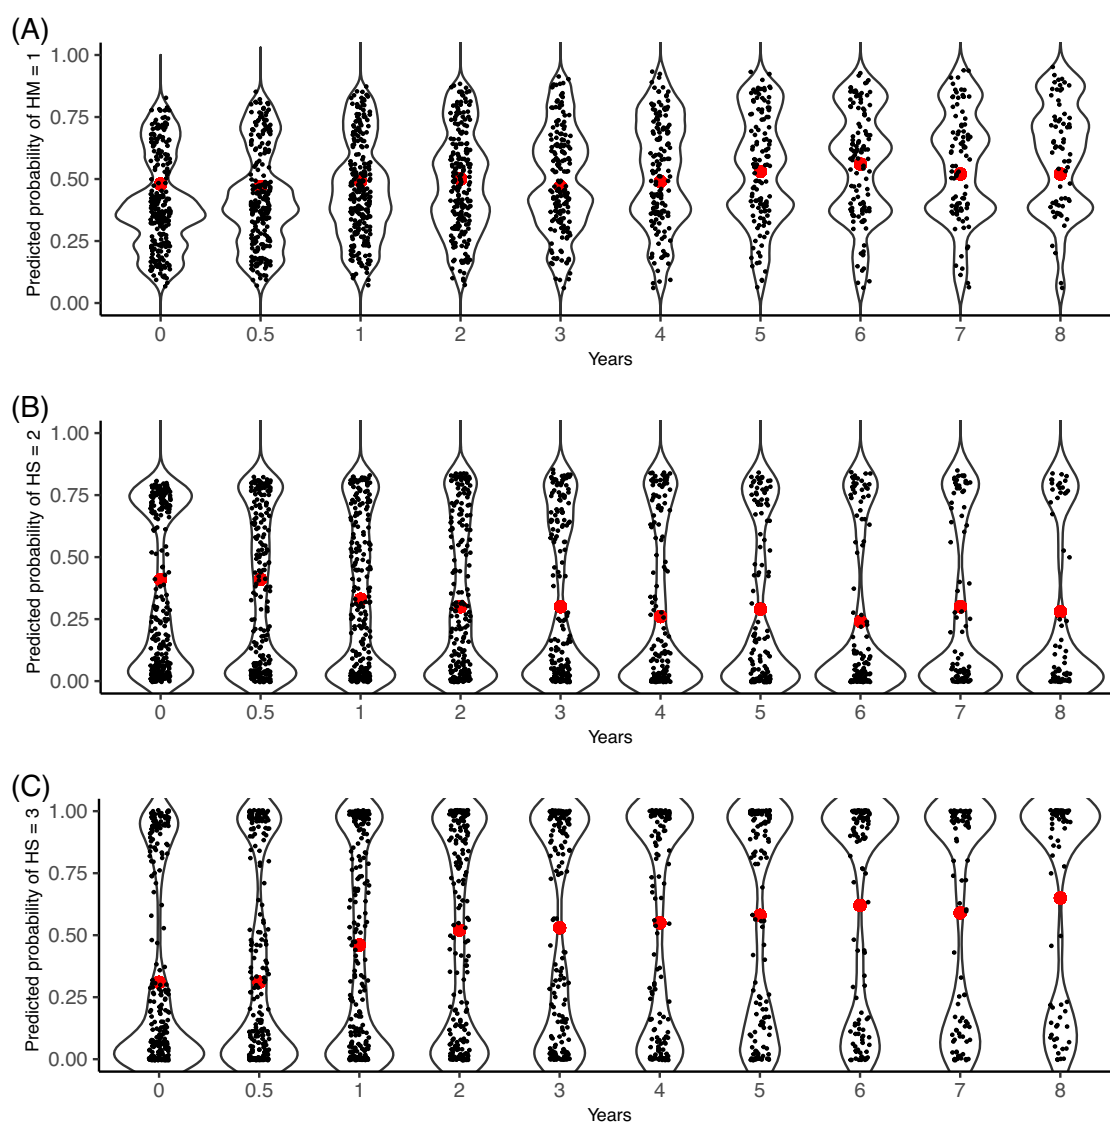 (A)
Predicted probability of HM = 1
1.00
0.75
0.50
0.25
0.00
0 0.5 1 2 3 4 5 6 7 8
Years
(B)
Predicted probability of HS = 2
1.00
0.75
0.50
0.25
0.00
0 0.5 1 2 3 4 5 6 7 8
Years
(C)
Predicted probability of HS = 3
1.00
0.75
0.50
0.25
0.00
0 0.5 1 2 3 4 5 6 7 8
Years